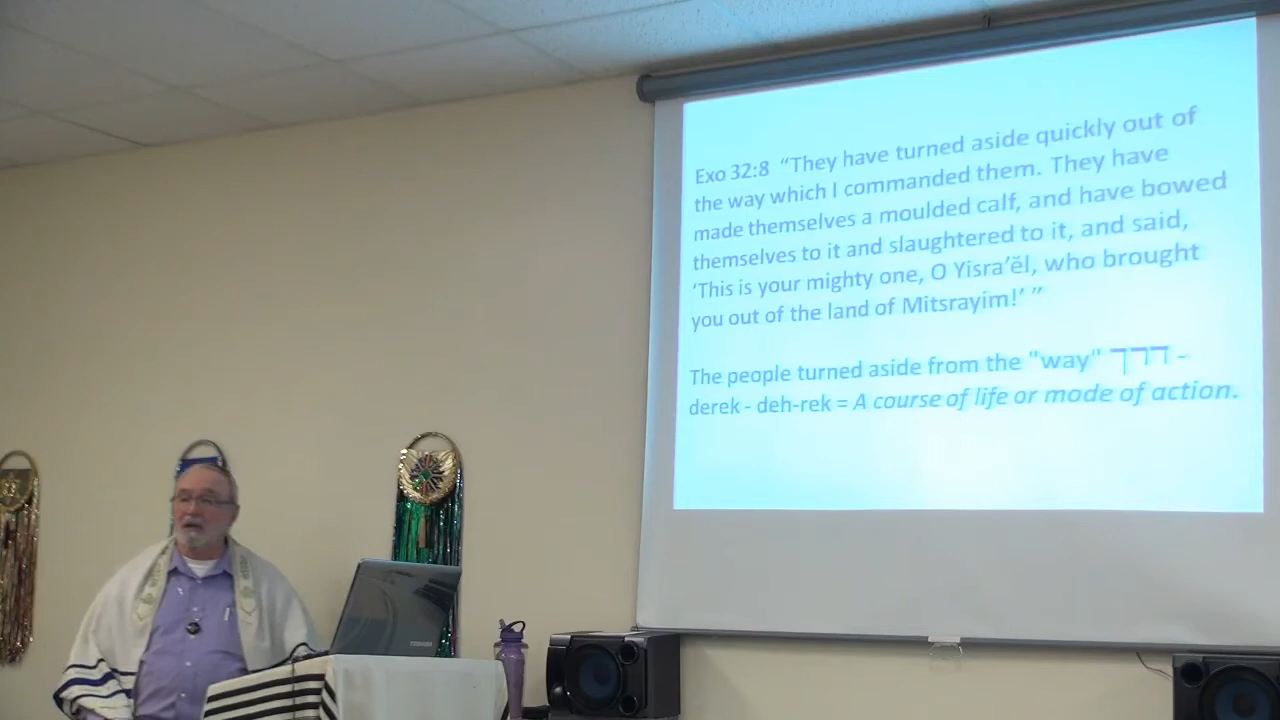 Exo 32:8 “They have turned aside quickly out of
the way which I commanded them. They have
made themselves a moulded calf, and have bowed
themselves to it and slaughtered to it, and said,
‘This is your mighty one, O Yisra’ĕl, who brought
you out of the land of Mitsrayim!’ ”
The people turned aside from the "way" דרך -
derek - deh-rek = A course of life or mode of action.
TOSHIBA